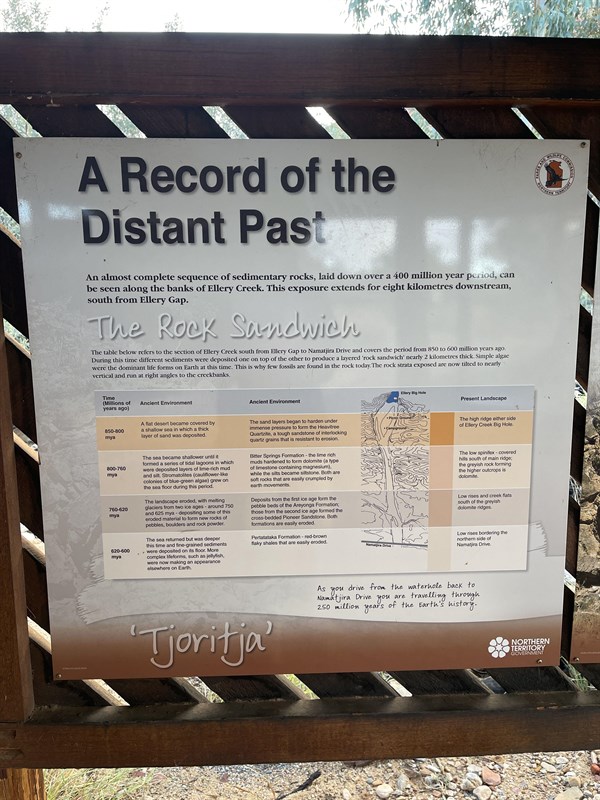 A Record of the
Distant Past
An almost complete sequence of sedimentary rocks, laid down over a 400 million year period, can
be seen along the banks of Ellery Creek. This exposure extends for eight kilometres downstream,
south from Ellery Gap.
The Rock Sandwich
The table below refers to the section of Ellery Creek south from Ellery Gap to Namatjira Drive and covers the period from 850 to 600 million years ago.
During this time different sediments were deposited one on top of the other to produce a layered 'rock sandwich' nearly 2 kilometres thick. Simple algae
were the dominant life forms on Earth at this time. This is why few fossils are found in the rock today. The rock strata exposed are now tilted to nearly
vertical and run at right angles to the creekbanks.
Time
(Millions of
years ago)
Ancient Environment
Ancient Environment
Ellery Big Hole
Present Landscape
850-800
mya
A flat desert became covered by
a shallow sea in which a thick
layer of sand was deposited.
The sand layers began to harden under
immense pressure to form the Heavitree
Quartzite, a tough sandstone of interlocking
quartz grains that is resistant to erosion.
The high ridge either side
of Ellery Creek Big Hole.
800-760
mya
The sea became shallower until it
formed a series of tidal lagoons in which
were deposited layers of lime-rich mud
and silt. Stromatolites (cauliflower-like
colonies of blue-green algae) grew on
the sea floor during this period.
Bitter Springs Formation - the lime rich
muds hardened to form dolomite (a type
of limestone containing magnesium),
while the silts became siltstone. Both are
soft rocks that are easily crumpled by
earth movements.
The low spinifex - covered
hills south of main ridge;
the greyish rock forming
the higher outcrops is
dolomite.
760-620
mya
The landscape eroded, with melting
glaciers from two ice ages - around 750
and 625 mya - depositing some of this
eroded material to form new rocks of
pebbles, boulders and rock powder.
Deposits from the first ice age form the
pebble beds of the Areyonga Formation;
those from the second ice age formed the
cross-bedded Pioneer Sandstone. Both
formations are easily eroded.
Low rises and creek flats
south of the greyish
dolomite ridges.
620-600
mya
The sea returned but was deeper
this time and fine-grained sediments
were deposited on its floor. More
complex lifeforms, such as jellyfish,
were now making an appearance
elsewhere on Earth.
Pertatataka Formation - red-brown
flaky shales that are easily eroded.
Namatjira Drive
Low rises bordering the
northern side of
Namatjira Drive.
As you drive from the waterhole back to
Namatjira Drive you are travelling through
250 million years of the Earth's history.
'Tjoritja'
NORTHERN
TERRITORY
GOVERNMENT